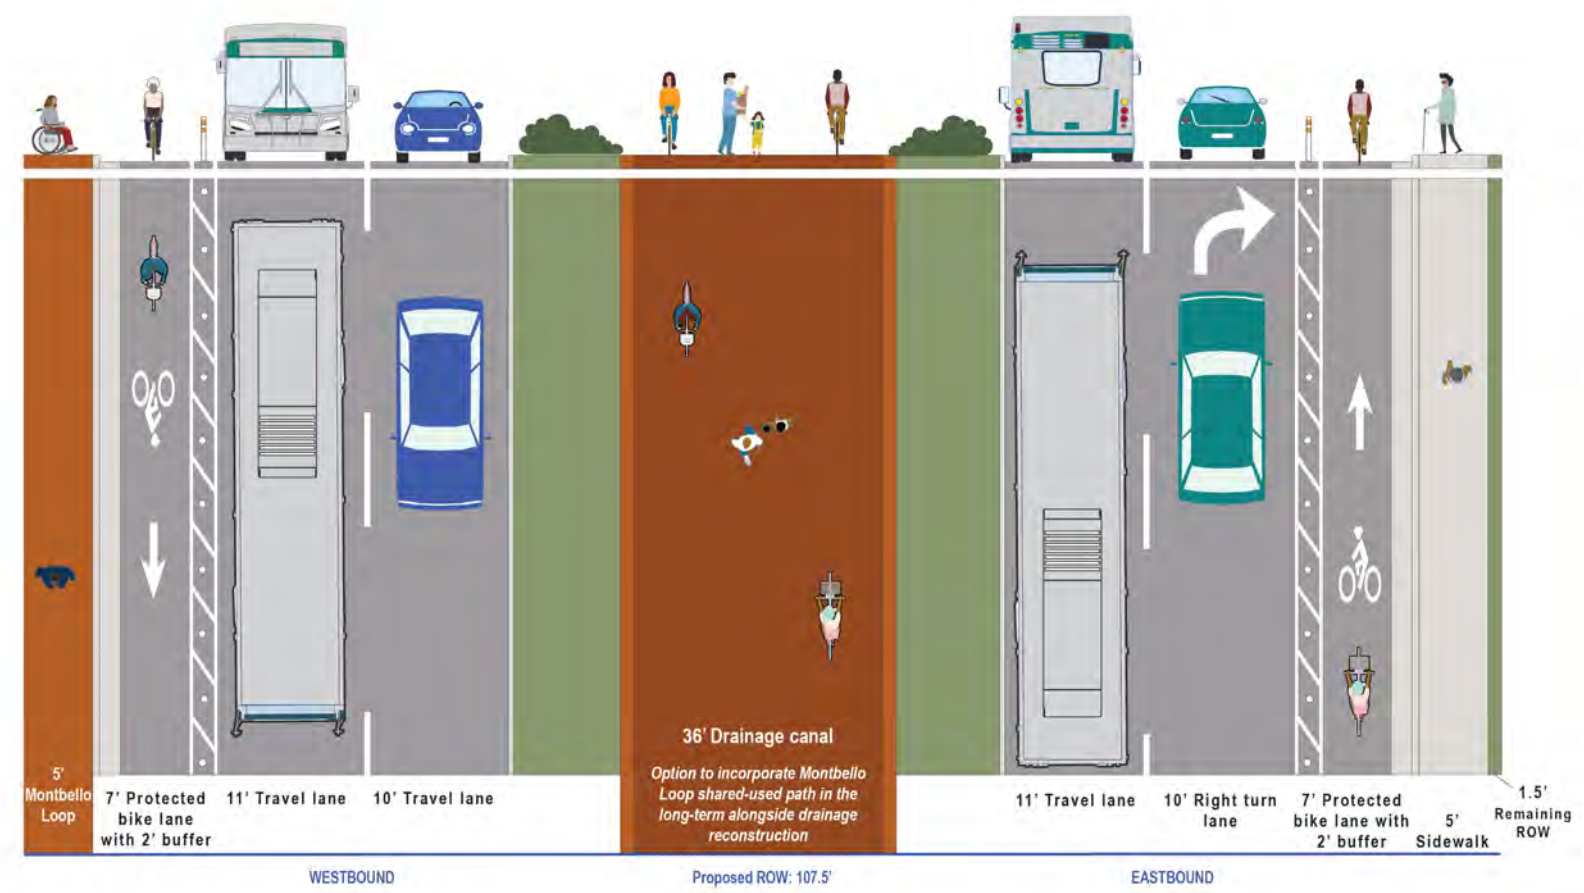 36' Drainage canal
Option to incorporate Montbello
Loop shared-used path in the
long-term alongside drainage
reconstruction
5'
Montbello
Loop
7' Protected
bike lane
with 2' buffer
11' Travel lane
10' Travel lane
11' Travel lane
10' Right turn
lane
7' Protected
bike lane with
2' buffer
5'
Sidewalk
1.5'
Remaining
ROW
WESTBOUND
Proposed ROW: 107.5'
EASTBOUND